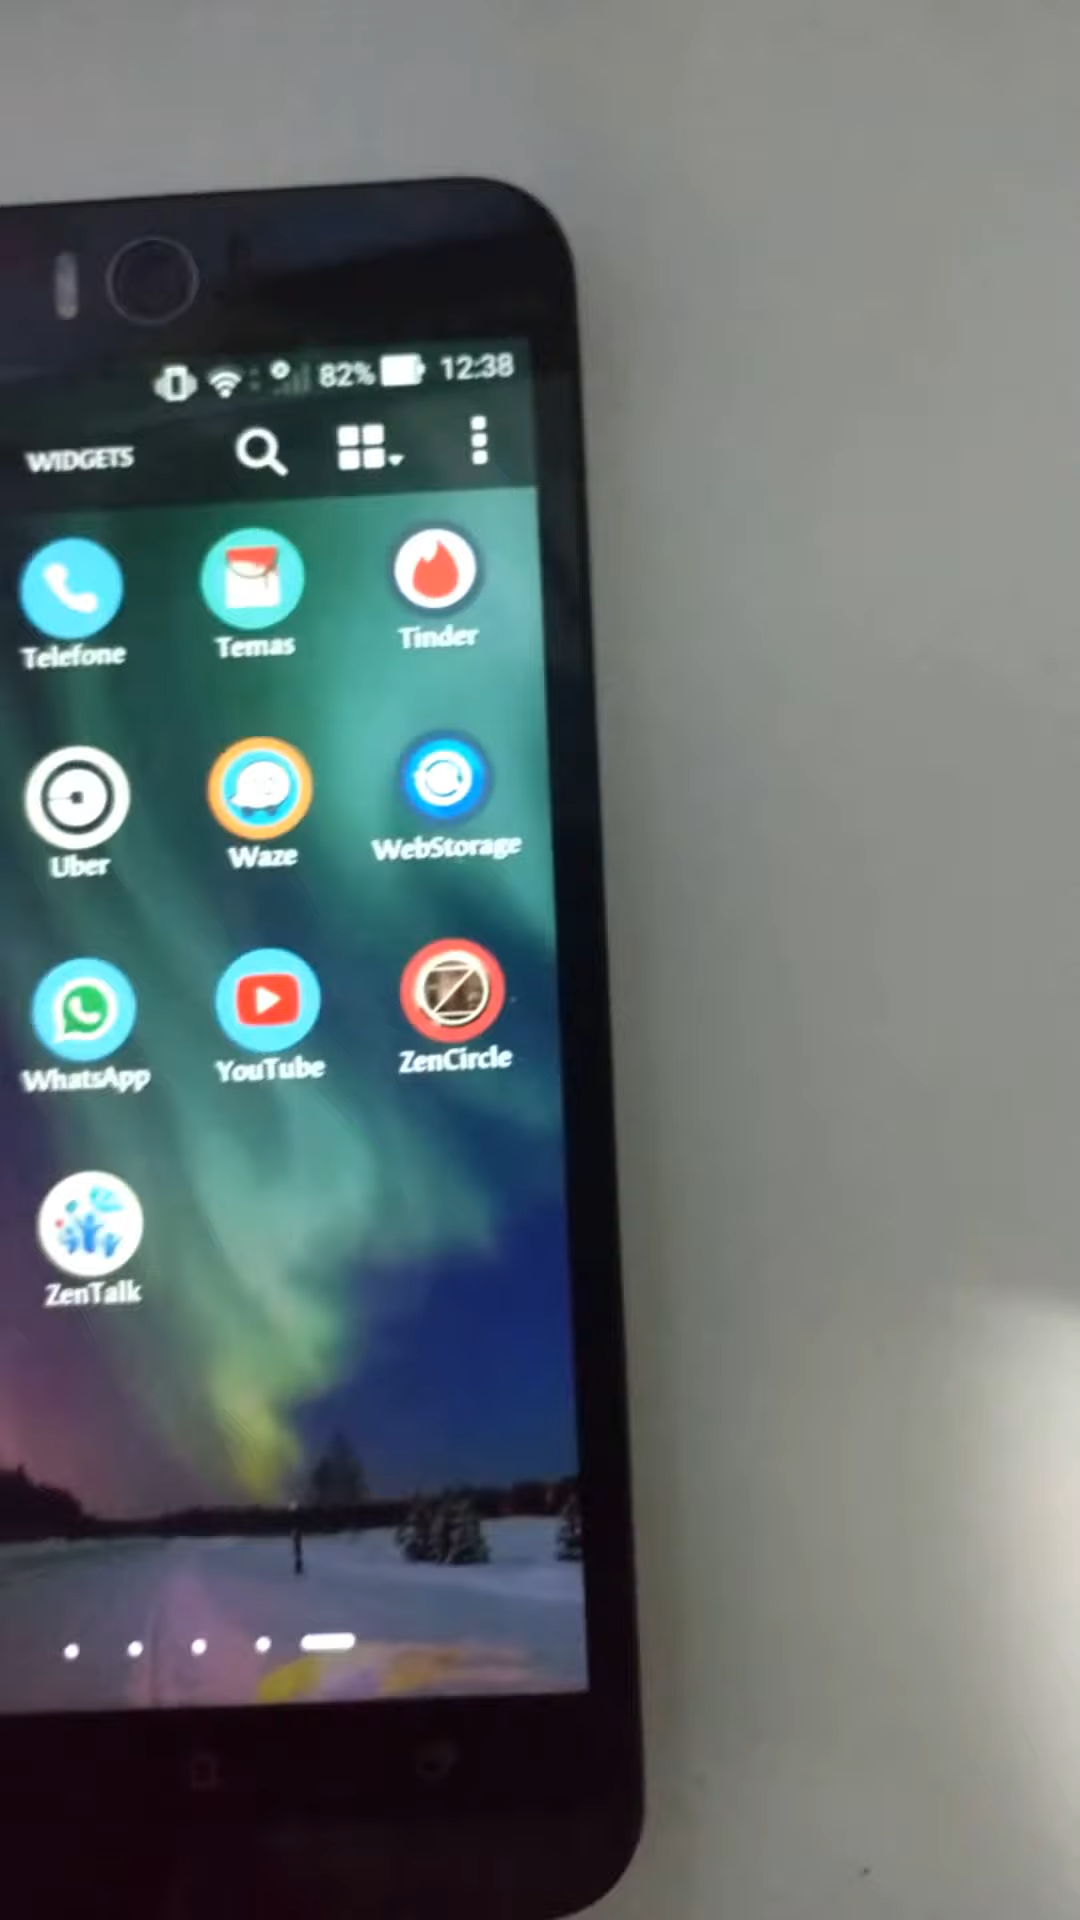 82% 12:38
WIDGETS
Telefone Temas Tinder
Uber Waze WebStorage
WhatsApp YouTube ZenCircle
ZenTalk